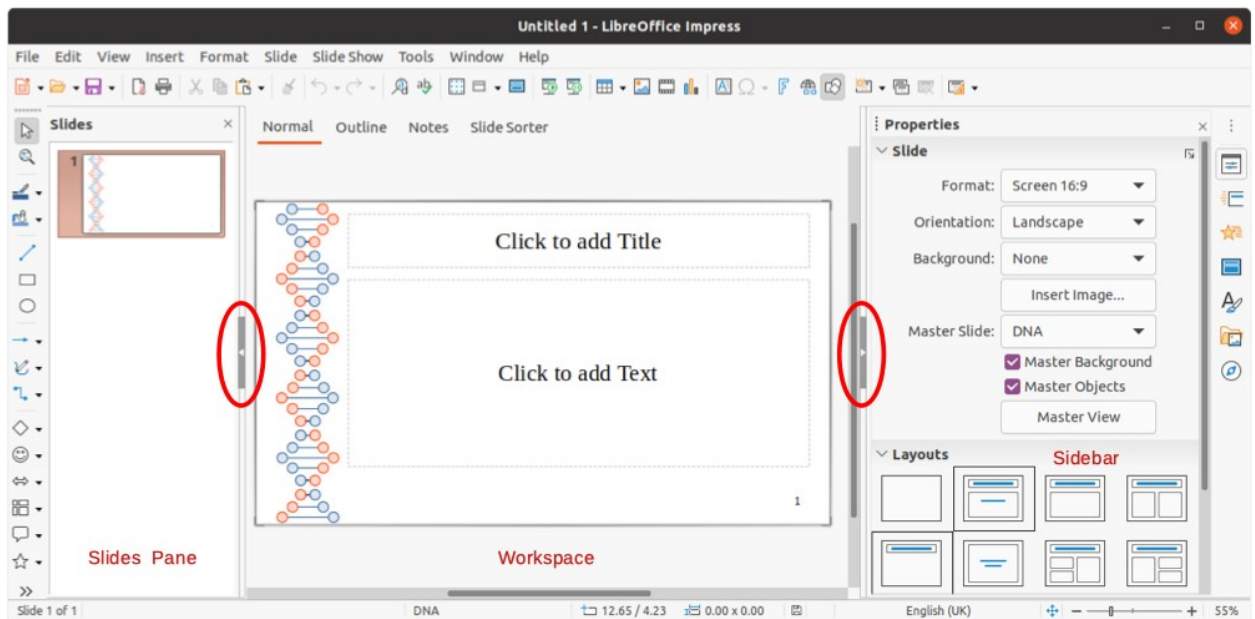 Untitled 1 - LibreOffice Impress
File Edit View Insert Format Slide Slide Show Tools Window Help
Slides
1
Slides Pane
Normal Outline Notes Slide Sorter
Click to add Title
Click to add Text
1
Workspace
Properties
Slide
Format: Screen 16:9
Orientation: Landscape
Background: None
Insert Image...
Master Slide: DNA
Master Background
Master Objects
Master View
Layouts
Sidebar
Slide 1 of 1 DNA 12.65 / 4.23 0.00 x 0.00 English (UK) 55%